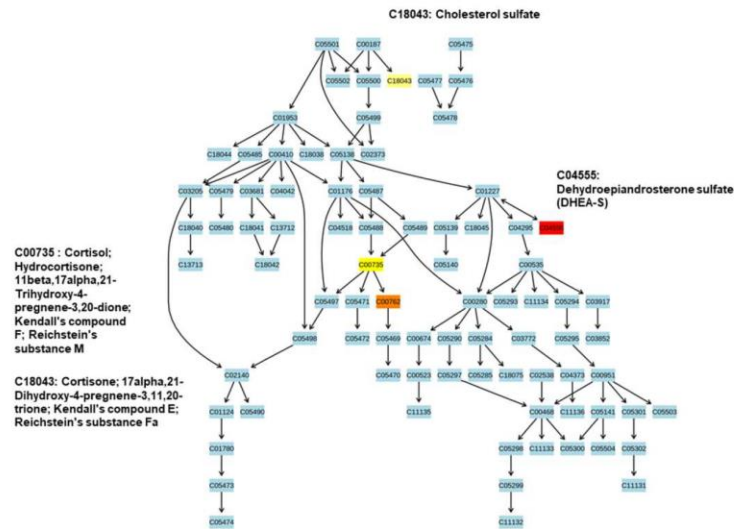 C18043: Cholesterol sulfate
C05501 C00187 C05475
C05502 C05500 C18043 C05477 C05476
C01953 C05499 C05478
C18044 C05485 C00410 C18038 C05138 C02373
C04555:
Dehydroepiandrosterone sulfate
(DHEA-S)
C03205 C05479 C03681 C04042 C01176 C05487 C01227
C18040 C05480 C18041 C13712 C04518 C05488 C05489 C05139 C18045 C04295
C13713 C18042 C00735 C05140 C00535
C00735 : Cortisol;
Hydrocortisone;
11beta,17alpha,21-
Trihydroxy-4-
pregnene-3,20-dione;
Kendall's compound
F; Reichstein's
substance M
C05497 C05471 C00762 C00280 C05293 C11134 C05294 C03917
C05498 C05472 C05469 C00674 C05290 C05284 C03772 C05295 C03852
C02140 C05470 C00523 C05297 C05285 C18075 C02538 C04373 C00951
C18043: Cortisone; 17alpha,21-
Dihydroxy-4-pregnene-3,11,20-
trione; Kendall's compound E;
Reichstein's substance Fa
C01124 C05490 C11135 C00468 C11136 C05141 C05301 C05503
C01780 C05298 C11133 C05300 C05504 C05302
C05473 C05299 C11131
C05474 C11132